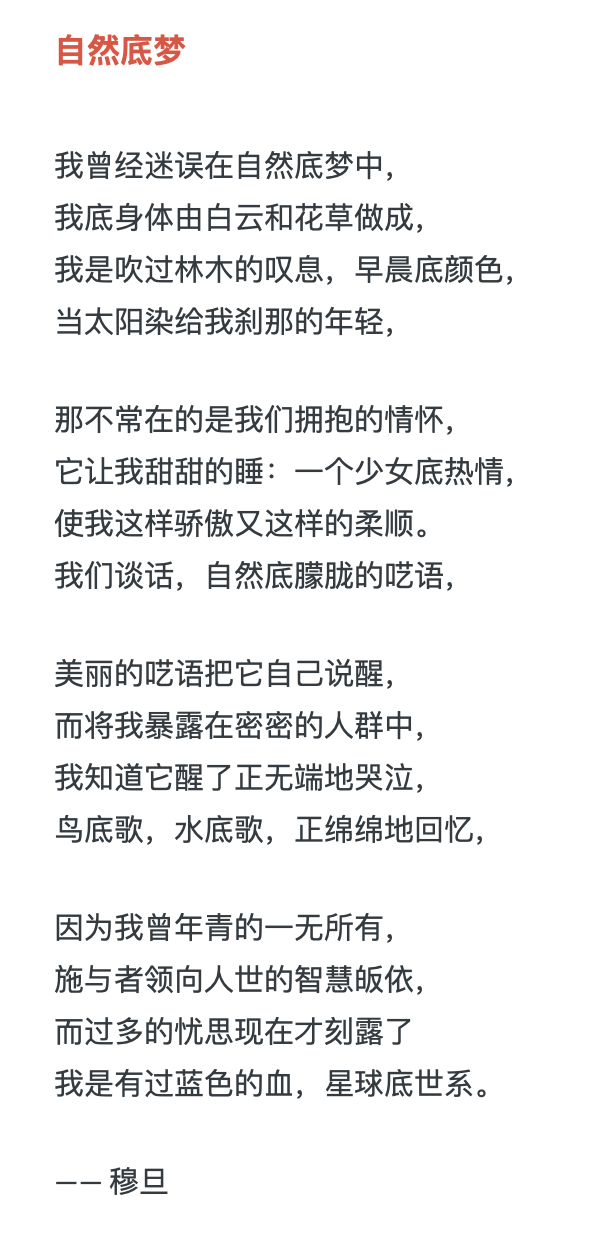 自然底梦
我曾经迷误在自然底梦中，
我底身体由白云和花草做成，
我是吹过林木的叹息，早晨底颜色，
当太阳染给我刹那的年轻，
那不常在的是我们拥抱的情怀，
它让我甜甜的睡：一个少女底热情，
使我这样骄傲又这样的柔顺。
我们谈话，自然底朦胧的呓语，
美丽的呓语把它自己说醒，
而将我暴露在密密的人群中，
我知道它醒了正无端地哭泣，
鸟底歌，水底歌，正绵绵地回忆，
因为我曾年青的一无所有，
施与者领向人世的智慧皈依，
而过多的忧思现在才刻露了
我是有过蓝色的血，星球底世系。
—— 穆旦